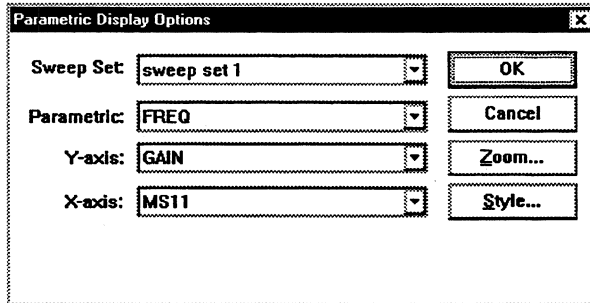 Parametric Display Options
Sweep Set: sweep set 1 OK
Parametric: FREQ Cancel
Y-axis: GAIN Zoom...
X-axis: MS11 Style...